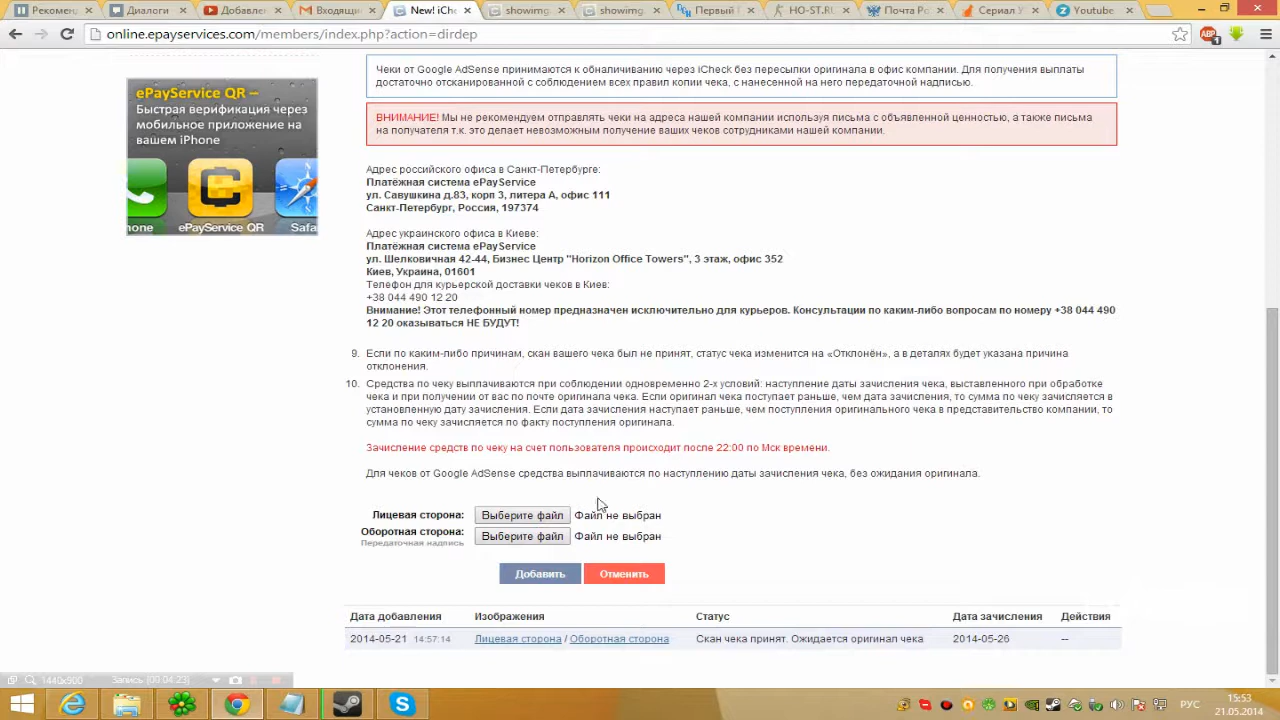 Рекомен
Диалоги
Добавле
Входящи
New! iChe
showimg.
showimg.
Первый
HO-ST.RU
Почта Ро
Сериал У
Youtube
online.epayservices.com/members/index.php?action=dirdep
ePayService QR –
Быстрая верификация через
мобильное приложение на
вашем iPhone
hone
ePayService QR
Safa
Чеки от Google AdSense принимаются к обналичиванию через iCheck без пересылки оригинала в офис компании. Для получения выплаты
достаточно отсканированной с соблюдением всех правил копии чека, с нанесенной на него передаточной надписью.
ВНИМАНИЕ! Мы не рекомендуем отправлять чеки на адреса нашей компании используя письма с объявленной ценностью, а также письма
на получателя т.к. это делает невозможным получение ваших чеков сотрудниками нашей компании.
Адрес российского офиса в Санкт-Петербурге:
Платёжная система ePayService
ул. Савушкина д.83, корп 3, литера А, офис 111
Санкт-Петербург, Россия, 197374
Адрес украинского офиса в Киеве:
Платёжная система ePayService
ул. Шелковичная 42-44, Бизнес Центр "Horizon Office Towers", 3 этаж, офис 352
Киев, Украина, 01601
Телефон для курьерской доставки чеков в Киев:
+38 044 490 12 20
Внимание! Этот телефонный номер предназначен исключительно для курьеров. Консультации по каким-либо вопросам по номеру +38 044 490
12 20 оказываться НЕ БУДУТ!
9. Если по каким-либо причинам, скан вашего чека был не принят, статус чека изменится на «Отклонён», а в деталях будет указана причина
отклонения.
10. Средства по чеку выплачиваются при соблюдении одновременно 2-х условий: наступление даты зачисления чека, выставленного при обработке
чека и при получении от вас по почте оригинала чека. Если оригинал чека поступает раньше, чем дата зачисления, то сумма по чеку зачисляется в
установленную дату зачисления. Если дата зачисления наступает раньше, чем поступления оригинального чека в представительство компании, то
сумма по чеку зачисляется по факту поступления оригинала.
Зачисление средств по чеку на счет пользователя происходит после 22:00 по Мск времени.
Для чеков от Google AdSense средства выплачиваются по наступлению даты зачисления чека, без ожидания оригинала.
Лицевая сторона: Выберите файл Файл не выбран
Оборотная сторона: Выберите файл Файл не выбран
Передаточная надпись
Добавить Отменить
Дата добавления Изображения Статус Дата зачисления Действия
2014-05-21 14:57:14 Лицевая сторона / Оборотная сторона Скан чека принят. Ожидается оригинал чека 2014-05-26 --
1440x900 Запись (00:04:23)
РУС
15:53
21.05.2014